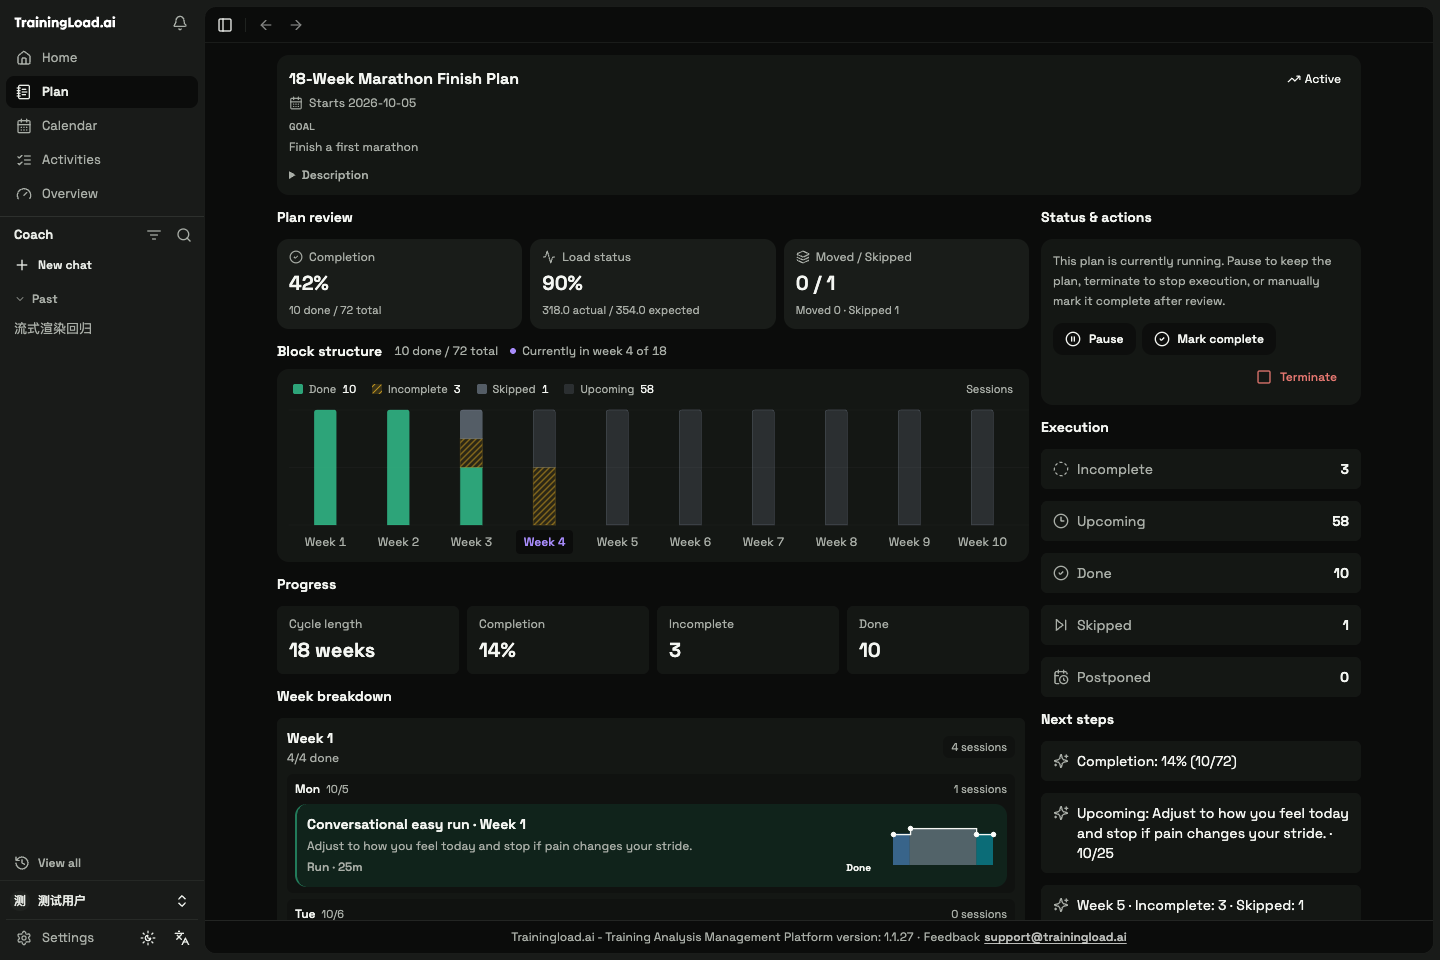 TrainingLoad.ai
Home
Plan
Calendar
Activities
Overview
Coach
New chat
Past
流式渲染回归
View all
测 测试用户
Settings
18-Week Marathon Finish Plan
Active
Starts 2026-10-05
GOAL
Finish a first marathon
Description
Plan review
Completion
42%
10 done / 72 total
Load status
90%
318.0 actual / 354.0 expected
Moved / Skipped
0 / 1
Moved 0 · Skipped 1
Block structure 10 done / 72 total Currently in week 4 of 18
Done 10 Incomplete 3 Skipped 1 Upcoming 58 Sessions
Week 1 Week 2 Week 3 Week 4 Week 5 Week 6 Week 7 Week 8 Week 9 Week 10
Progress
Cycle length
18 weeks
Completion
14%
Incomplete
3
Done
10
Week breakdown
Week 1
4/4 done
4 sessions
Mon 10/5 1 sessions
Conversational easy run · Week 1
Adjust to how you feel today and stop if pain changes your stride.
Run · 25m
Done
Tue 10/6 0 sessions
Status & actions
This plan is currently running. Pause to keep the
plan, terminate to stop execution, or manually
mark it complete after review.
Pause Mark complete
Terminate
Execution
Incomplete 3
Upcoming 58
Done 10
Skipped 1
Postponed 0
Next steps
Completion: 14% (10/72)
Upcoming: Adjust to how you feel today
and stop if pain changes your stride. ·
10/25
Week 5 · Incomplete: 3 · Skipped: 1
Trainingload.ai - Training Analysis Management Platform version: 1.1.27 · Feedback support@trainingload.ai